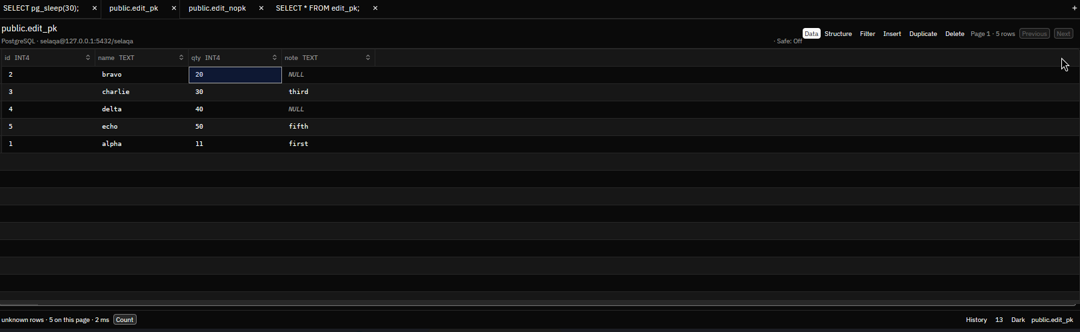 SELECT pg_sleep(30); × public.edit_pk × public.edit_nopk × SELECT * FROM edit_pk; × +
public.edit_pk
PostgreSQL · selaqa@127.0.0.1:5432/selaqa · Safe: Off Data Structure Filter Insert Duplicate Delete Page 1 · 5 rows Previous Next
id INT4 name TEXT qty INT4 note TEXT
2 bravo 20 NULL
3 charlie 30 third
4 delta 40 NULL
5 echo 50 fifth
1 alpha 11 first
unknown rows · 5 on this page · 2 ms Count History 13 Dark public.edit_pk